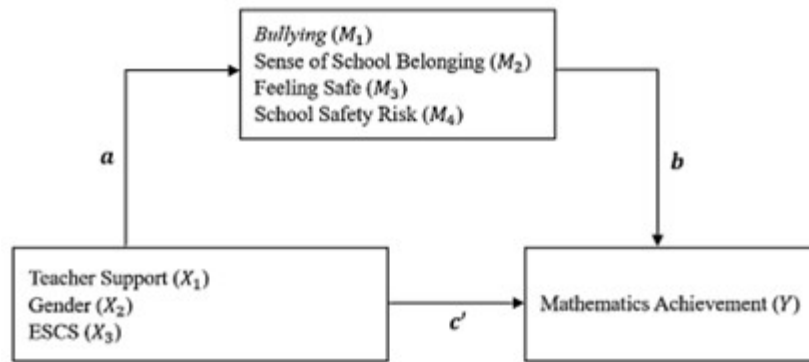 Bullying (M₁)
Sense of School Belonging (M₂)
Feeling Safe (M₃)
School Safety Risk (M₄)
a
b
Teacher Support (X₁)
Gender (X₂)
ESCS (X₃)
c'
Mathematics Achievement (Y)